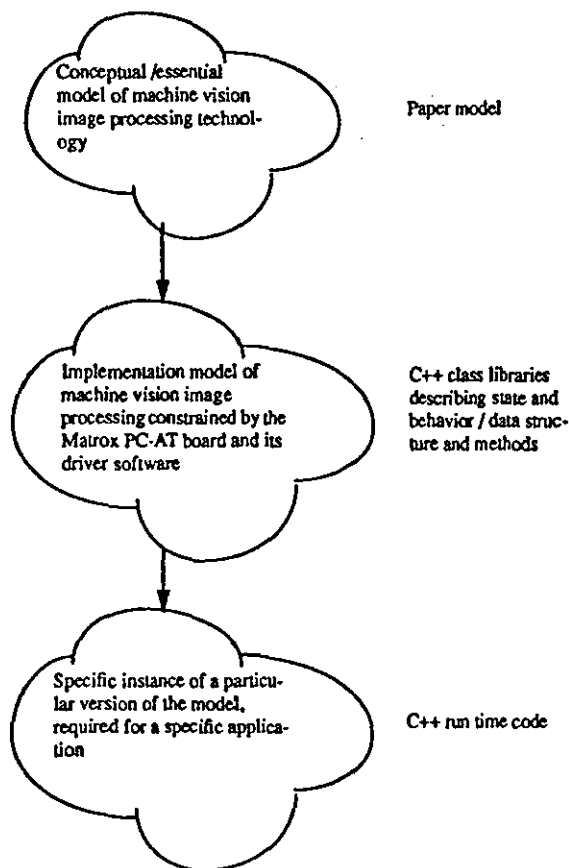 Conceptual /essential
model of machine vision
image processing technol-
ogy
Paper model
Implementation model of
machine vision image
processing constrained by the
Matrox PC-AT board and its
driver software
C++ class libraries
describing state and
behavior / data struc-
ture and methods
Specific instance of a particu-
lar version of the model,
required for a specific applica-
tion
C++ run time code